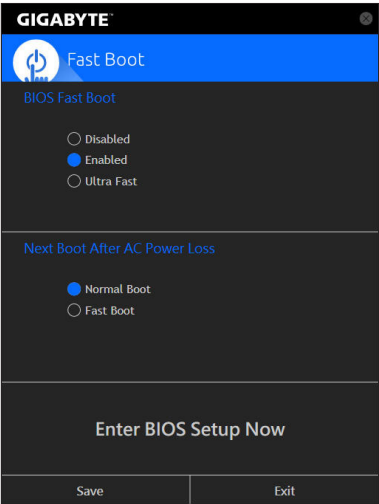 GIGABYTE™
Fast Boot
BIOS Fast Boot
Disabled
Enabled
Ultra Fast
Next Boot After AC Power Loss
Normal Boot
Fast Boot
Enter BIOS Setup Now
Save Exit